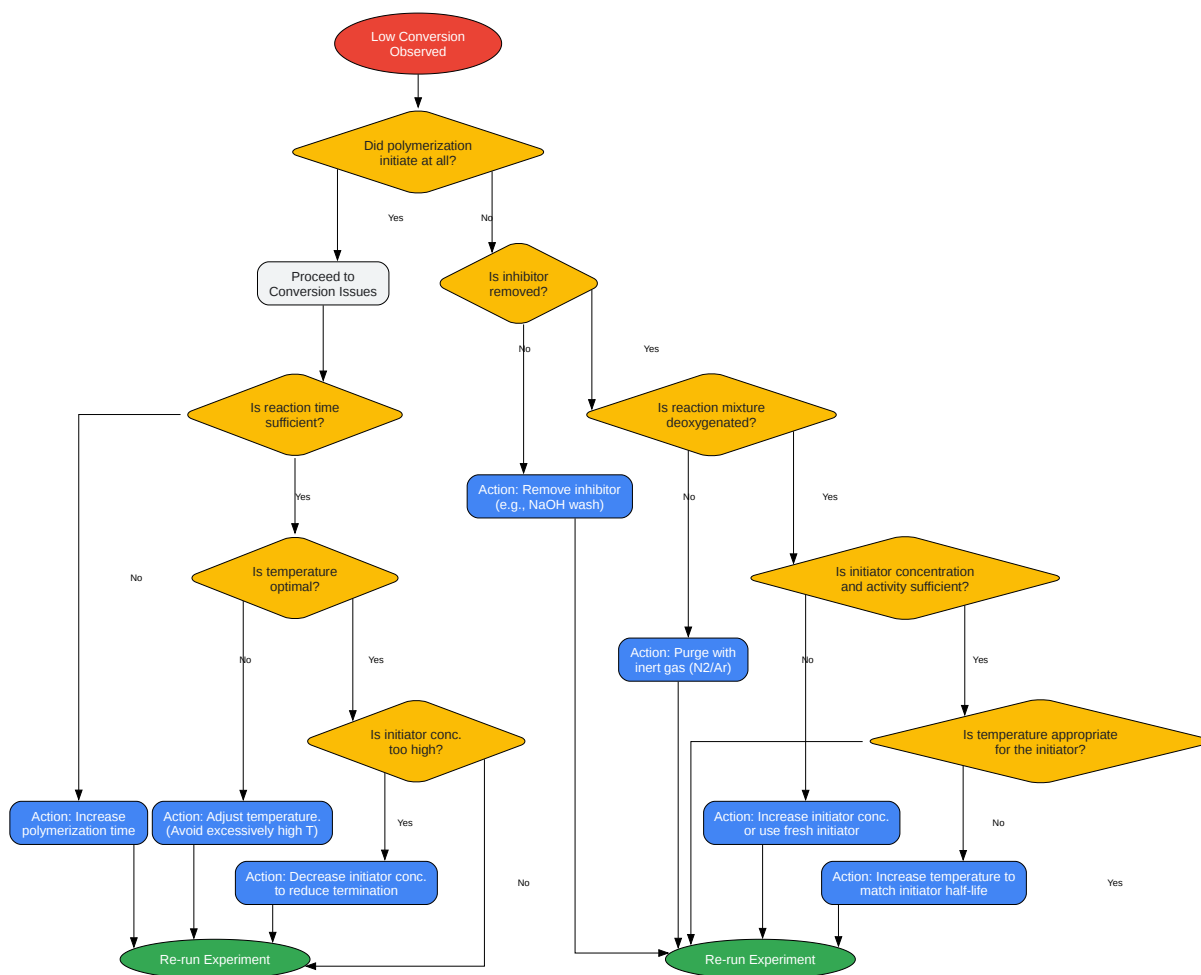 Low Conversion
Observed
Did polymerization
initiate at all?
Yes
No
Proceed to
Conversion Issues
Is inhibitor
removed?
No
Yes
Is reaction time
sufficient?
Is reaction mixture
deoxygenated?
Action: Remove inhibitor
(e.g., NaOH wash)
Yes
No
Yes
No
Is temperature
optimal?
Is initiator concentration
and activity sufficient?
Action: Purge with
inert gas (N2/Ar)
No
Yes
No
Yes
Is initiator conc.
too high?
Is temperature appropriate
for the initiator?
Action: Increase
polymerization time
Action: Adjust temperature.
(Avoid excessively high T)
Yes
Action: Increase initiator conc.
or use fresh initiator
No
Action: Decrease initiator conc.
to reduce termination
No
Action: Increase temperature to
match initiator half-life
Yes
Re-run Experiment
Re-run Experiment